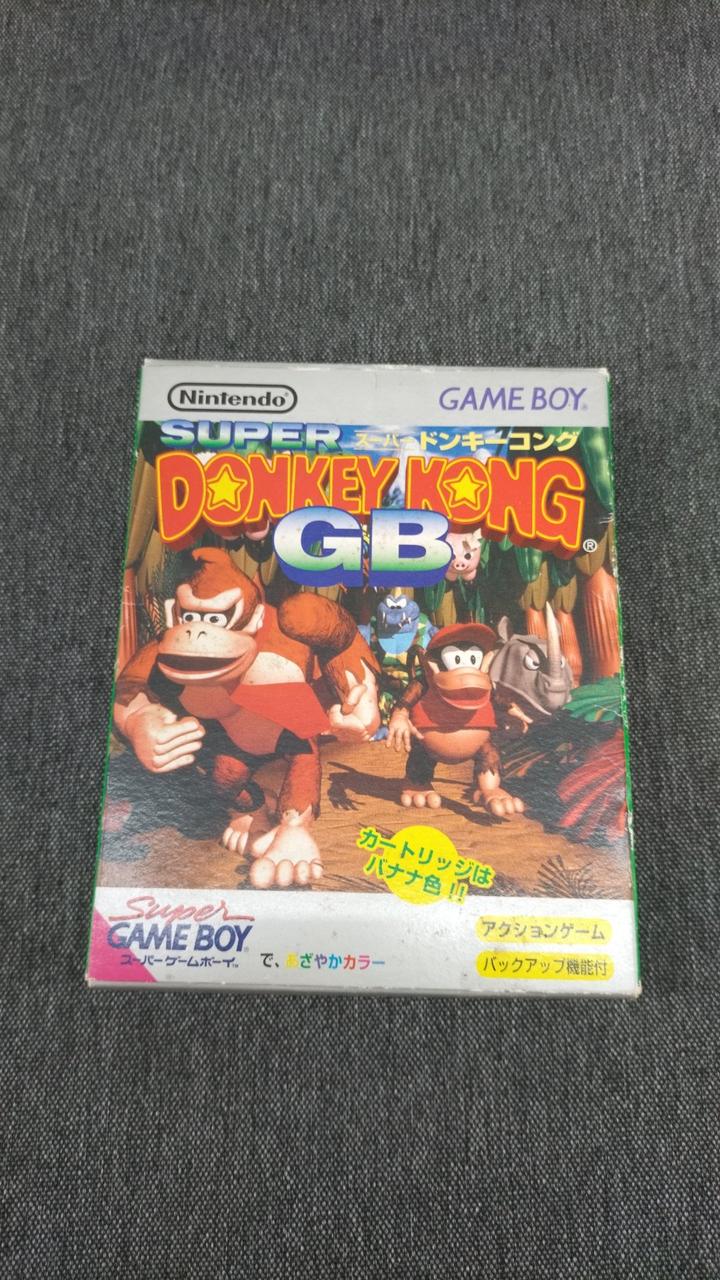 Nintendo®
GAME BOY®
SUPER
スーパードンキーコング
DONKEY KONG
GB
®
カートリッジは
バナナ色!!
Super
GAME BOY
スーパーゲームボーイ™
で、あざやかカラー
アクションゲーム
バックアップ機能付